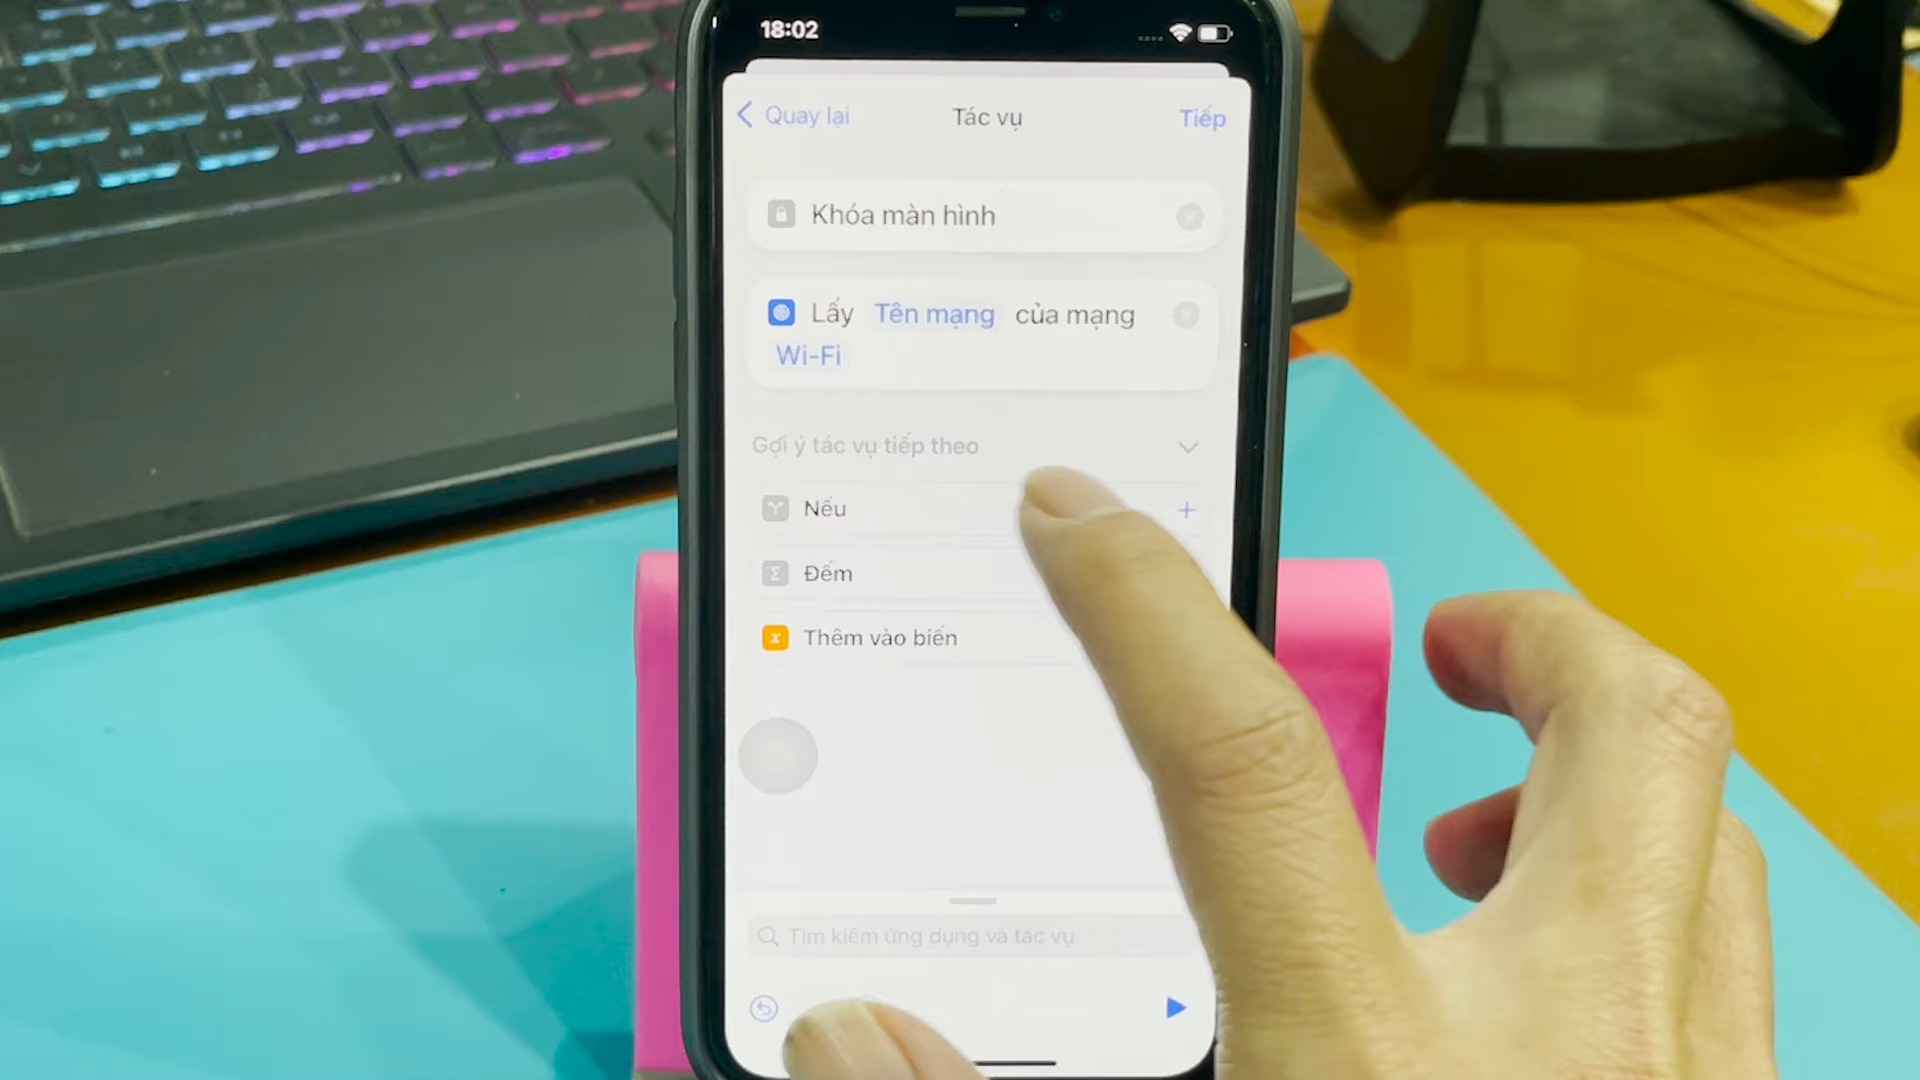 18:02
Quay lại
Tác vụ
Tiếp
Khóa màn hình
Lấy Tên mạng của mạng
Wi-Fi
Gợi ý tác vụ tiếp theo
Nếu
Đếm
Thêm vào biến
Tìm kiếm ứng dụng và tác vụ